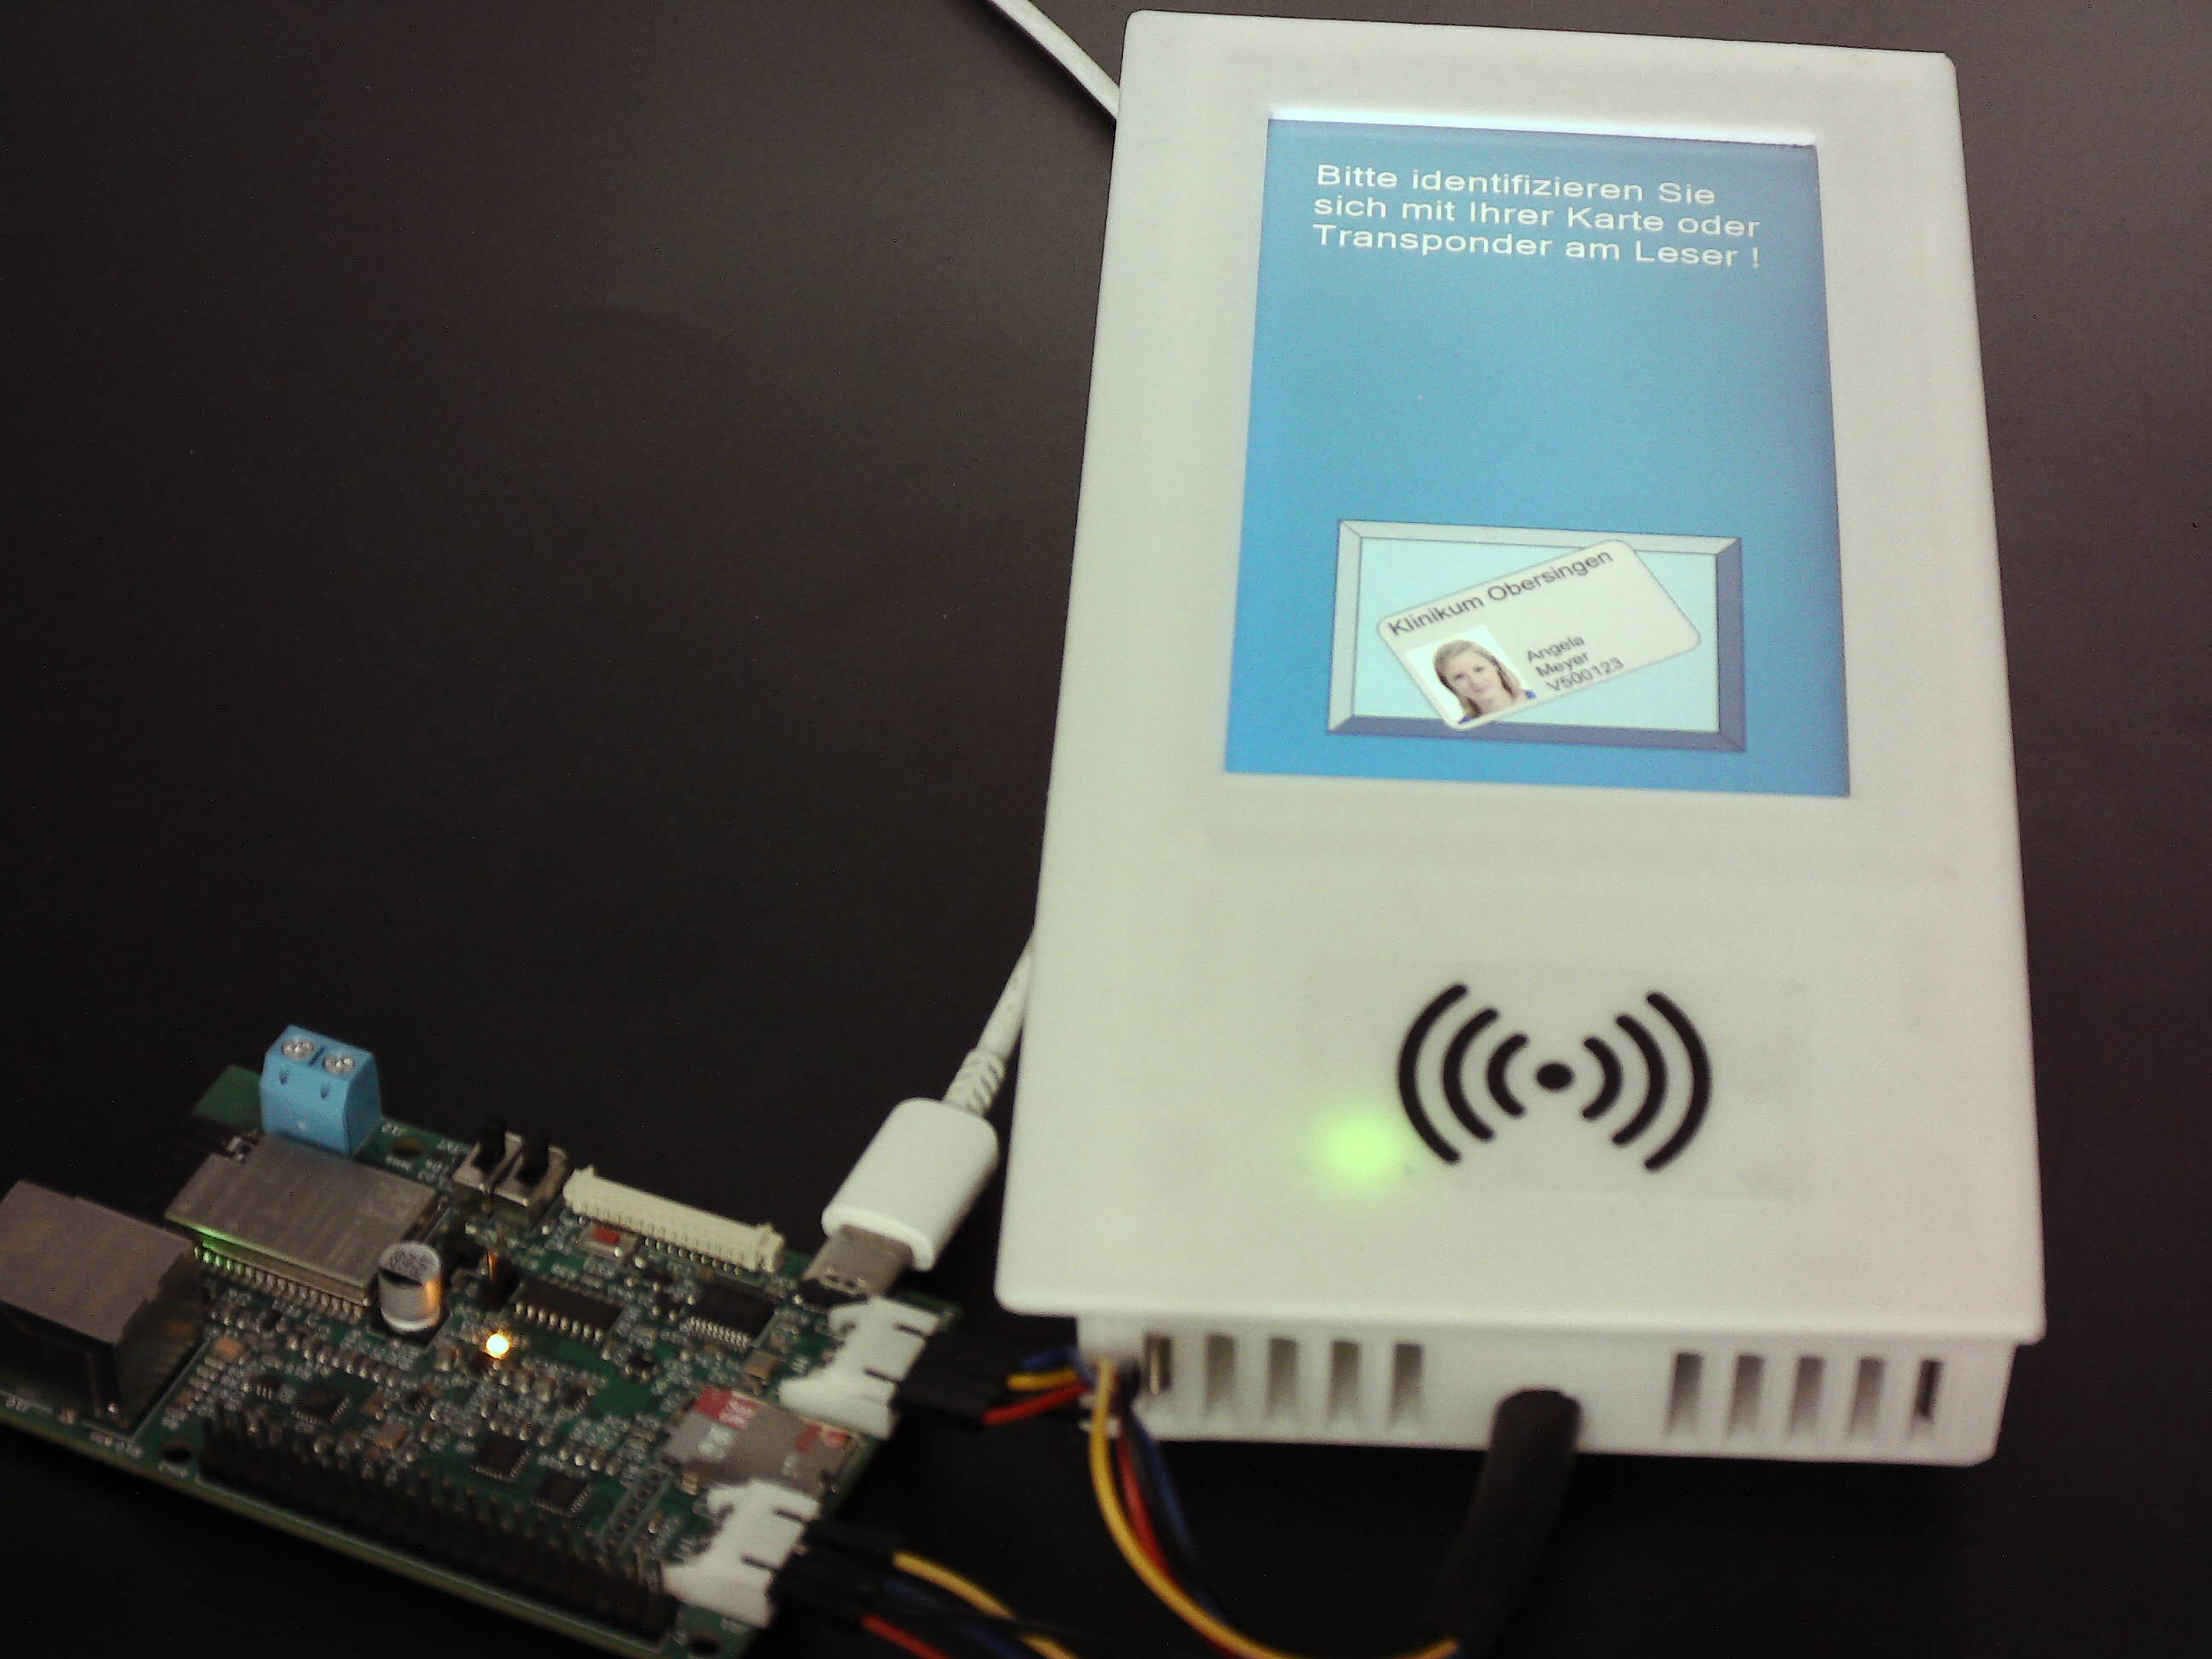 Bitte identifizieren Sie
sich mit Ihrer Karte oder
Transponder am Leser !
Klinikum Obersingen
Angela
Meyer
V500123